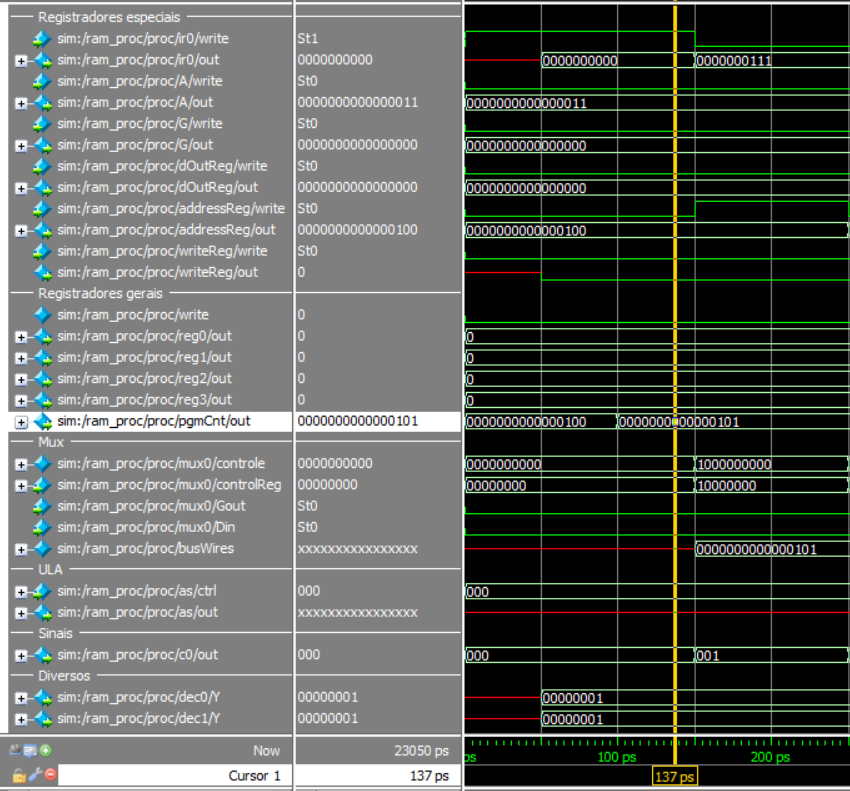 Registradores especiais
sim:/ram_proc/proc/ir0/write St1
sim:/ram_proc/proc/ir0/out 0000000000 0000000000 0000000111
sim:/ram_proc/proc/A/write St0
sim:/ram_proc/proc/A/out 0000000000000011 0000000000000011
sim:/ram_proc/proc/G/write St0
sim:/ram_proc/proc/G/out 0000000000000000 0000000000000000
sim:/ram_proc/proc/dOutReg/write St0
sim:/ram_proc/proc/dOutReg/out 0000000000000000 0000000000000000
sim:/ram_proc/proc/addressReg/write St0
sim:/ram_proc/proc/addressReg/out 0000000000000100 0000000000000100
sim:/ram_proc/proc/writeReg/write St0
sim:/ram_proc/proc/writeReg/out 0
Registradores gerais
sim:/ram_proc/proc/write 0
sim:/ram_proc/proc/reg0/out 0 0
sim:/ram_proc/proc/reg1/out 0 0
sim:/ram_proc/proc/reg2/out 0 0
sim:/ram_proc/proc/reg3/out 0 0
sim:/ram_proc/proc/pgmCnt/out 0000000000000101 0000000000000100 0000000000000101
Mux
sim:/ram_proc/proc/mux0/controle 0000000000 0000000000 1000000000
sim:/ram_proc/proc/mux0/controlReg 00000000 00000000 10000000
sim:/ram_proc/proc/mux0/Gout St0
sim:/ram_proc/proc/mux0/Din St0
sim:/ram_proc/proc/busWires xxxxxxxxxxxxxxxx 0000000000000101
ULA
sim:/ram_proc/proc/as/ctrl 000 000
sim:/ram_proc/proc/as/out xxxxxxxxxxxxxxxx
Sinais
sim:/ram_proc/proc/c0/out 000 000 001
Diversos
sim:/ram_proc/proc/dec0/Y 00000001 00000001
sim:/ram_proc/proc/dec1/Y 00000001 00000001
Now 23050 ps ps 100 ps 200 ps
Cursor 1 137 ps 137 ps